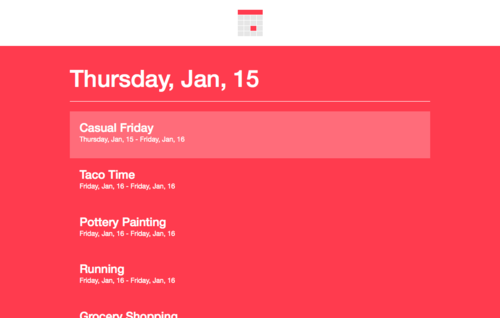 Thursday, Jan, 15
Casual Friday
Thursday, Jan, 15 - Friday, Jan, 16
Taco Time
Friday, Jan, 16 - Friday, Jan, 16
Pottery Painting
Friday, Jan, 16 - Friday, Jan, 16
Running
Friday, Jan, 16 - Friday, Jan, 16
Grocery Shopping